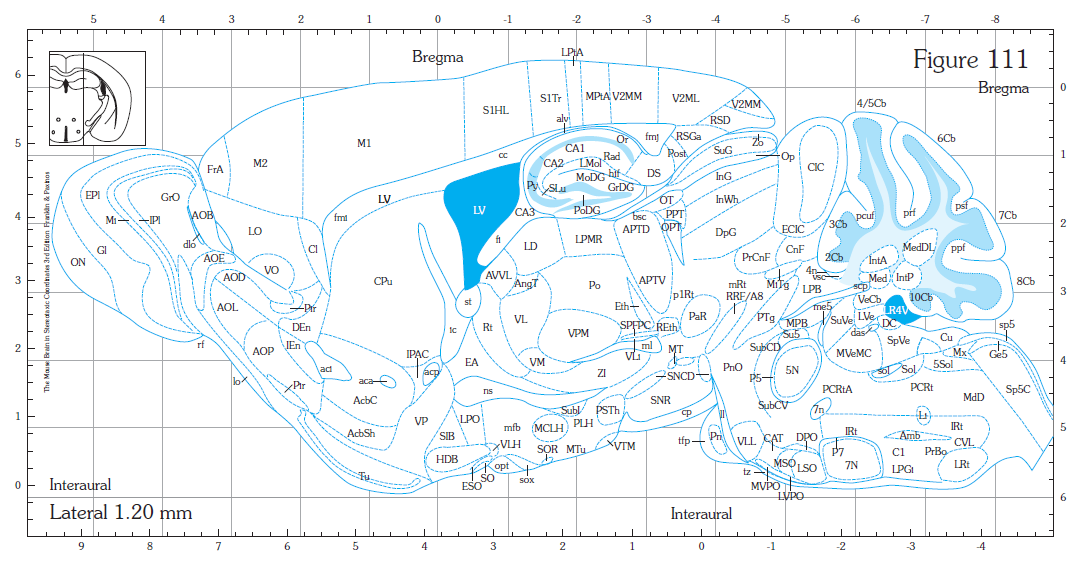 5 4 3 2 1 0 -1 -2 -3 -4 -5 -6 -7 -8
Bregma
LPtA
Figure 111
Bregma
6
0
S1HL
S1Tr
MPtA
V2MM
V2ML
V2MM
4/5Cb
RSD
alv
6Cb
5
M1
cc
CA1
Or
fmj
RSGa
Zo
1
M2
FrA
CA2
LMol
Rad
Post
SuG
Op
CIC
EPl
GrO
Py
SLu
MoDG
hif
GrDG
DS
InG
LV
LV
OT
InWh
4
Mi
IPl
AOB
fmi
CA3
PoDG
bsc
PPT
3Cb
pcuf
prf
psf
7Cb
2
APTD
OPT
DpG
ECIC
LO
dlo
ft
LD
LPMR
Gl
Cl
CnF
MedDL
ppf
ON
AOE
PrCnF
2Cb
IntA
VO
AOD
CPu
AVVL
AngT
Po
APTV
4n
vsc
Med
IntP
8Cb
3
mRt
MiTg
LPB
scp
p1Rt
RRF/A8
VeCb
10Cb
3
AOL
Pir
st
Eth
me5
LR4V
DEn
ic
Rt
VL
SPFPC
REth
PaR
PTg
MPB
SuVe
LVe
DC
sp5
VPM
Su5
das
SpVe
Cu
rf
IEn
ml
2
AOP
IPAC
EA
VM
VLi
MT
SubCD
MVeMC
Mx
Ge5
4
aci
acp
PnO
5N
sol
Sol
5Sol
lo
Pir
aca
ZI
SNCD
P5
PCRtA
PCRt
Sp5C
AcbC
ns
SNR
MdD
1
VP
LPO
SubI
PSTh
cp
ll
SubCV
7n
Lt
mfb
MCLH
PLH
AcbSh
SIB
tfp
Pn
VLL
CAT
DPO
IRt
Amb
IRt
5
VLH
SOR
MTu
VTM
P7
C1
PrBo
CVL
HDB
opt
MSO
LSO
7N
LPGi
LRt
Tu
SO
tz
0
Interaural
ESO
sox
MVPO
LVPO
6
Lateral 1.20 mm
Interaural
9 8 7 6 5 4 3 2 1 0 -1 -2 -3 -4
The Mouse Brain in Stereotaxic Coordinates 3rd Edition Franklin & Paxinos